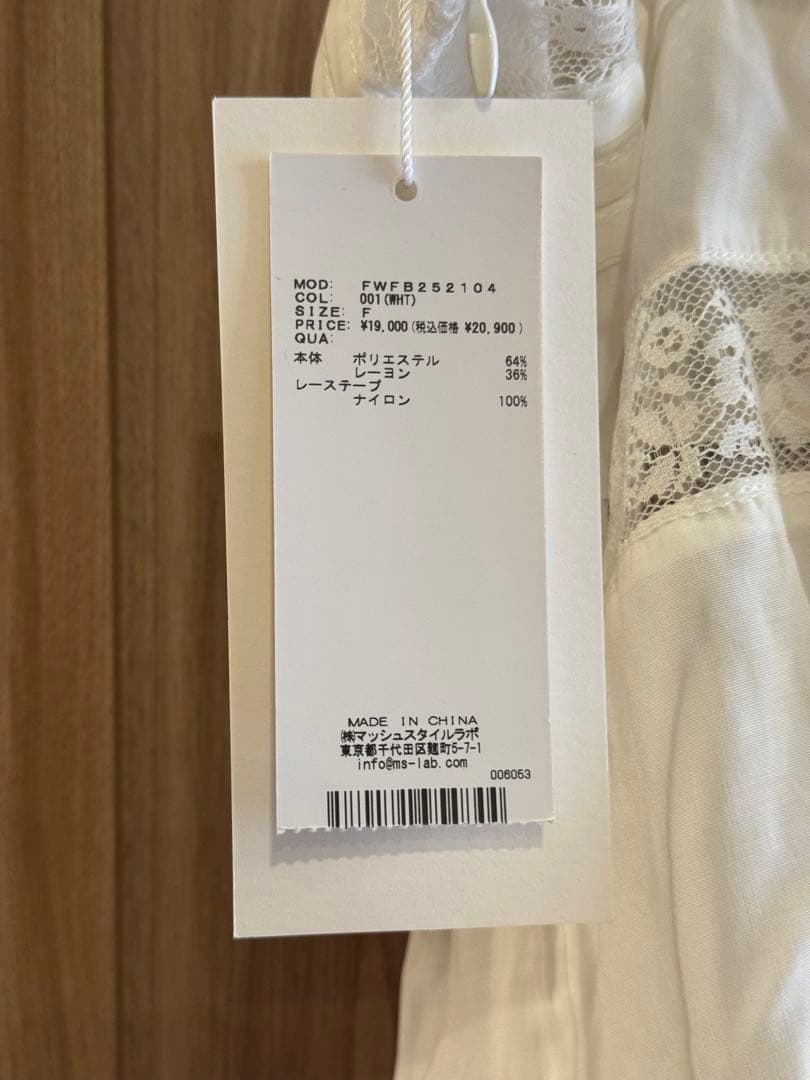 MOD: FWFB252104
COL: 001(WHT)
SIZE: F
PRICE: ¥19,000(税込価格 ¥20,900)
QUA:
本体 ポリエステル 64%
レーヨン 36%
レーステープ
ナイロン 100%
MADE IN CHINA
㈱マッシュスタイルラボ
東京都千代田区麹町5-7-1
info@ms-lab.com
006053